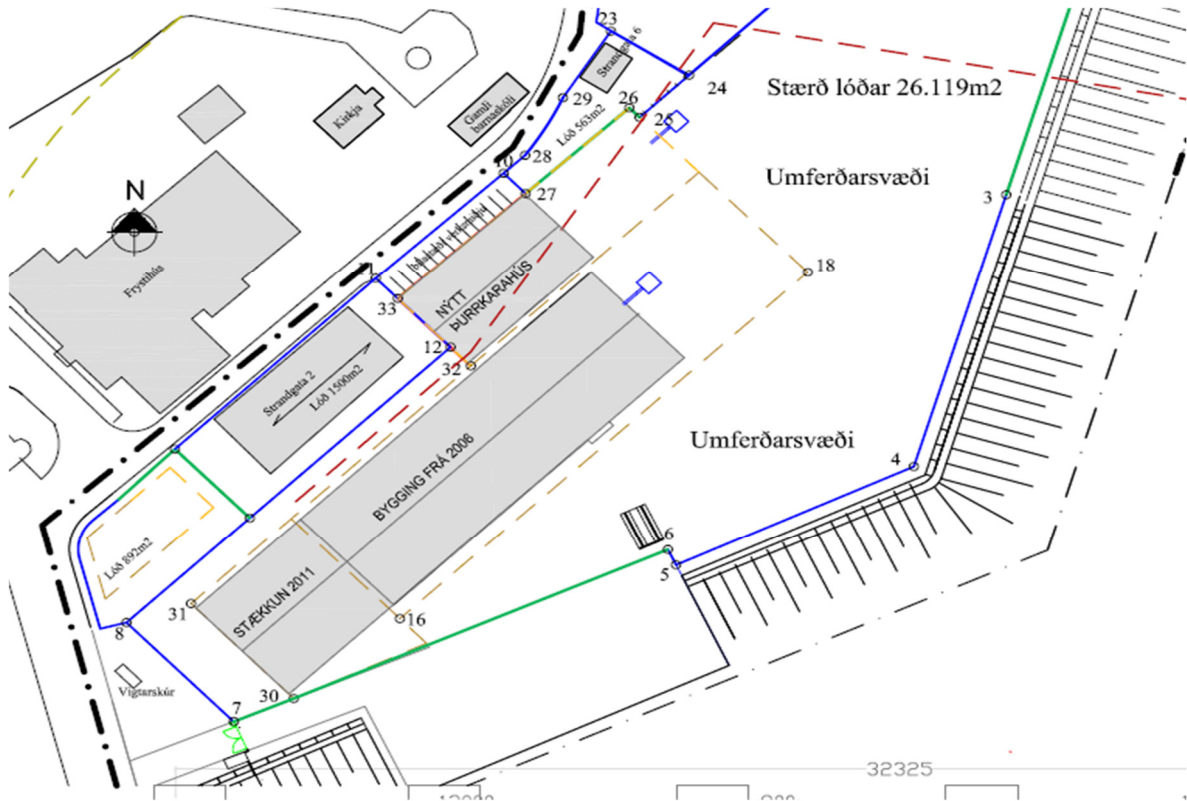 23
Strandgata 6
24
Stærð lóðar 26.119m2
29
26
25
Kirkja
Gamli
barnaskóli
Lóð 563m2
28
10
27
Umferðarsvæði
3
N
18
Frystihús
33
NÝTT
ÞURRKARAHÚS
12
32
Strandgata 2
Lóð 1500m2
Umferðarsvæði
4
BYGGING FRÁ 2006
6
5
Lóð 892m2
31
STÆKKUN 2011
16
8
Vigtarskúr
30
7
32325